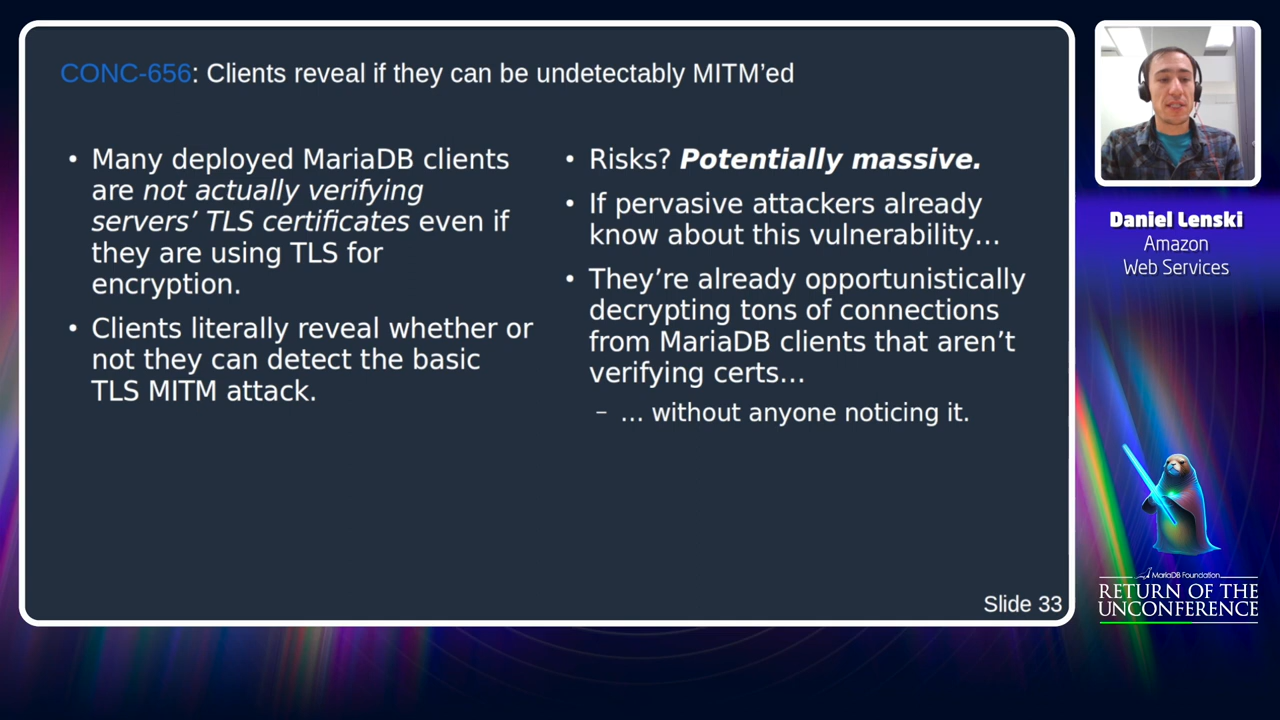 CONC-656: Clients reveal if they can be undetectably MITM’ed
• Many deployed MariaDB clients
are not actually verifying
servers’ TLS certificates even if
they are using TLS for
encryption.
• Clients literally reveal whether or
not they can detect the basic
TLS MITM attack.
• Risks? Potentially massive.
• If pervasive attackers already
know about this vulnerability…
• They’re already opportunistically
decrypting tons of connections
from MariaDB clients that aren’t
verifying certs…
– … without anyone noticing it.
Slide 33
Daniel Lenski
Amazon
Web Services
MariaDB Foundation
RETURN OF THE
UNCONFERENCE